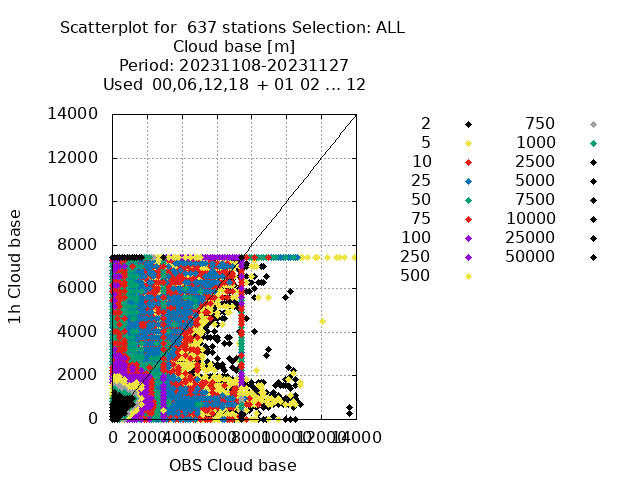 Scatterplot for  637 stations Selection: ALL
Cloud base [m]
Period: 20231108-20231127
Used  00,06,12,18 + 01 02 ... 12
14000
12000
10000
8000
6000
4000
2000
0
1h Cloud base
0 2000 4000 6000 8000 10000 12000 14000
OBS Cloud base
2 750
5 1000
10 2500
25 5000
50 7500
75 10000
100 25000
250 50000
500